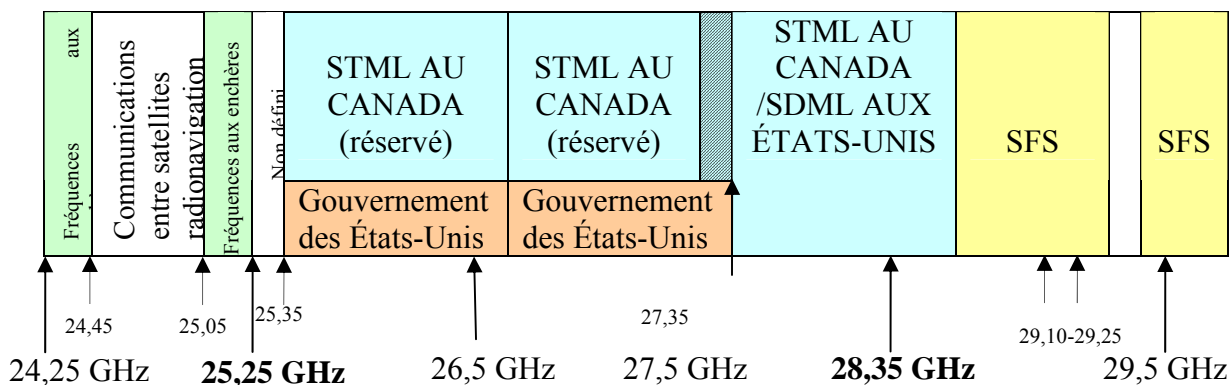 Fréquences aux
Communications
entre satellites
radionavigation
Fréquences aux enchères
Non défini
STML AU
CANADA
(réservé)
STML AU
CANADA
(réservé)
STML AU
CANADA
/SDML AUX
ÉTATS-UNIS
SFS
SFS
Gouvernement
des États-Unis
Gouvernement
des États-Unis
24,45
25,05
25,35
27,35
29,10-29,25
24,25 GHz
25,25 GHz
26,5 GHz
27,5 GHz
28,35 GHz
29,5 GHz